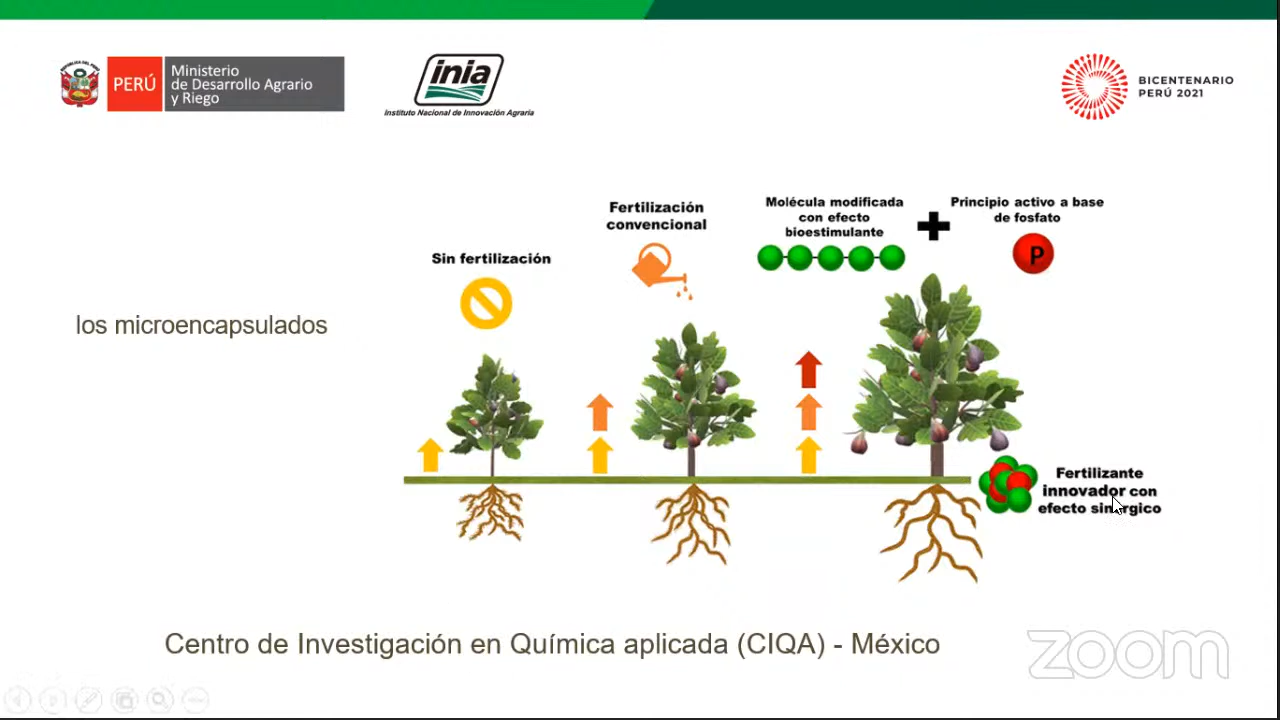 PERÚ
Ministerio
de Desarrollo Agrario
y Riego
inia
Instituto Nacional de Innovación Agraria
BICENTENARIO
PERÚ 2021
los microencapsulados
Sin fertilización
Fertilización
convencional
Molécula modificada
con efecto
bioestimulante
Principio activo a base
de fosfato
P
Fertilizante
innovador con
efecto sinérgico
Centro de Investigación en Química aplicada (CIQA) - México
zoom